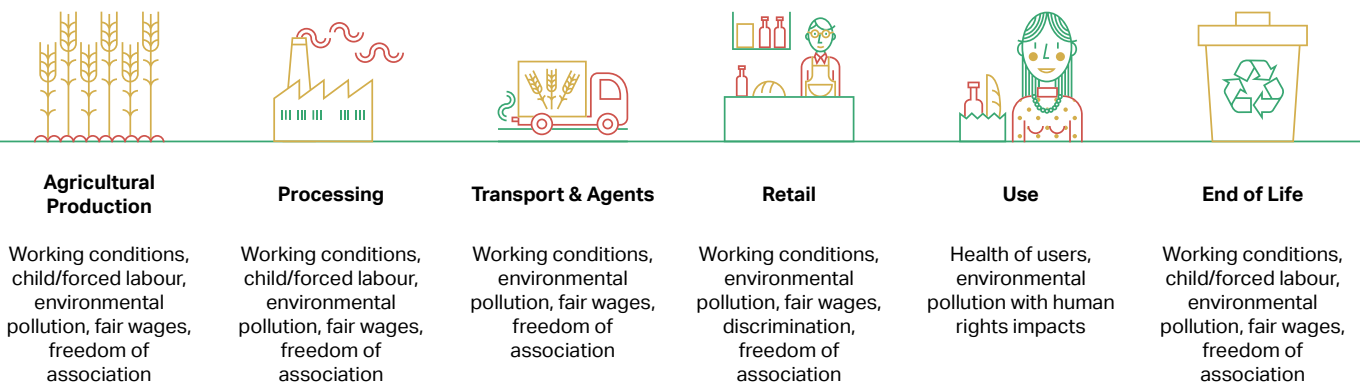 Agricultural
Production
Working conditions,
child/forced labour,
environmental
pollution, fair wages,
freedom of
association
Processing
Working conditions,
child/forced labour,
environmental
pollution, fair wages,
freedom of
association
Transport & Agents
Working conditions,
environmental
pollution, fair wages,
freedom of
association
Retail
Working conditions,
environmental
pollution, fair wages,
discrimination,
freedom of
association
Use
Health of users,
environmental
pollution with human
rights impacts
End of Life
Working conditions,
child/forced labour,
environmental
pollution, fair wages,
freedom of
association